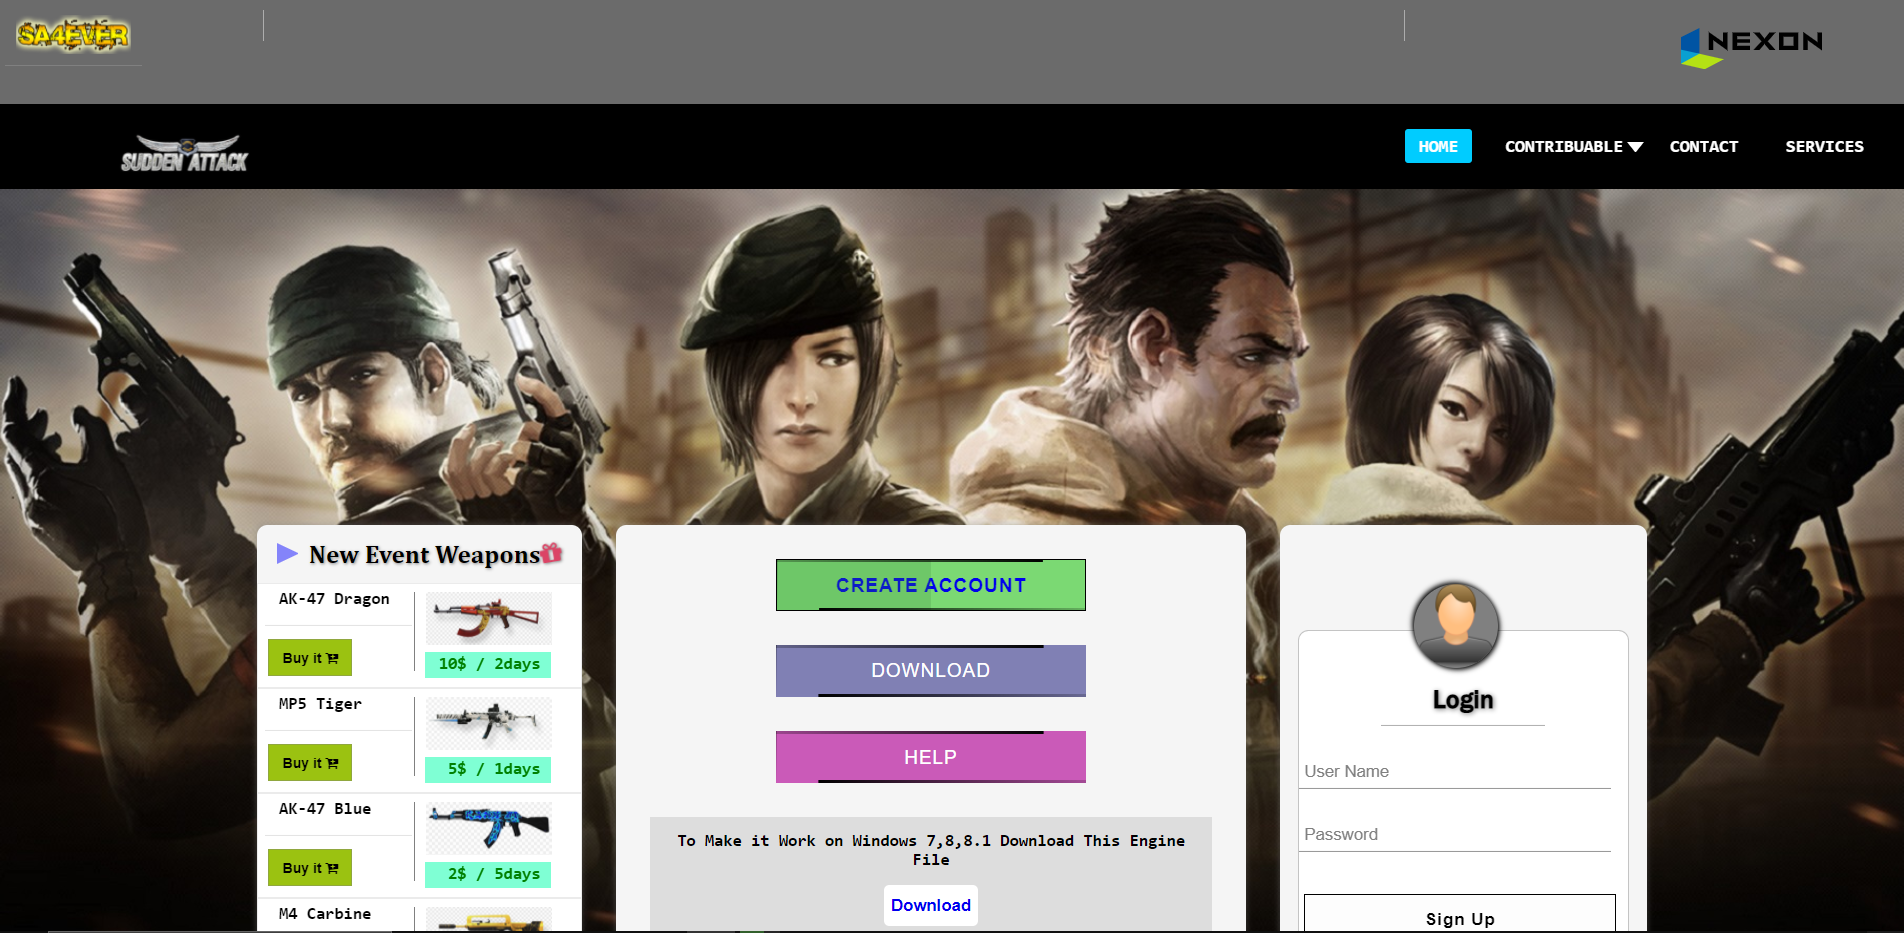 SA4EVER
NEXON
SUDDEN ATTACK
HOME
CONTRIBUABLE
CONTACT
SERVICES
New Event Weapons
AK-47 Dragon
Buy it
10$ / 2days
MP5 Tiger
Buy it
5$ / 1days
AK-47 Blue
Buy it
2$ / 5days
M4 Carbine
CREATE ACCOUNT
DOWNLOAD
HELP
To Make it Work on Windows 7,8,8.1 Download This Engine
File
Download
Login
User Name
Password
Sign Up